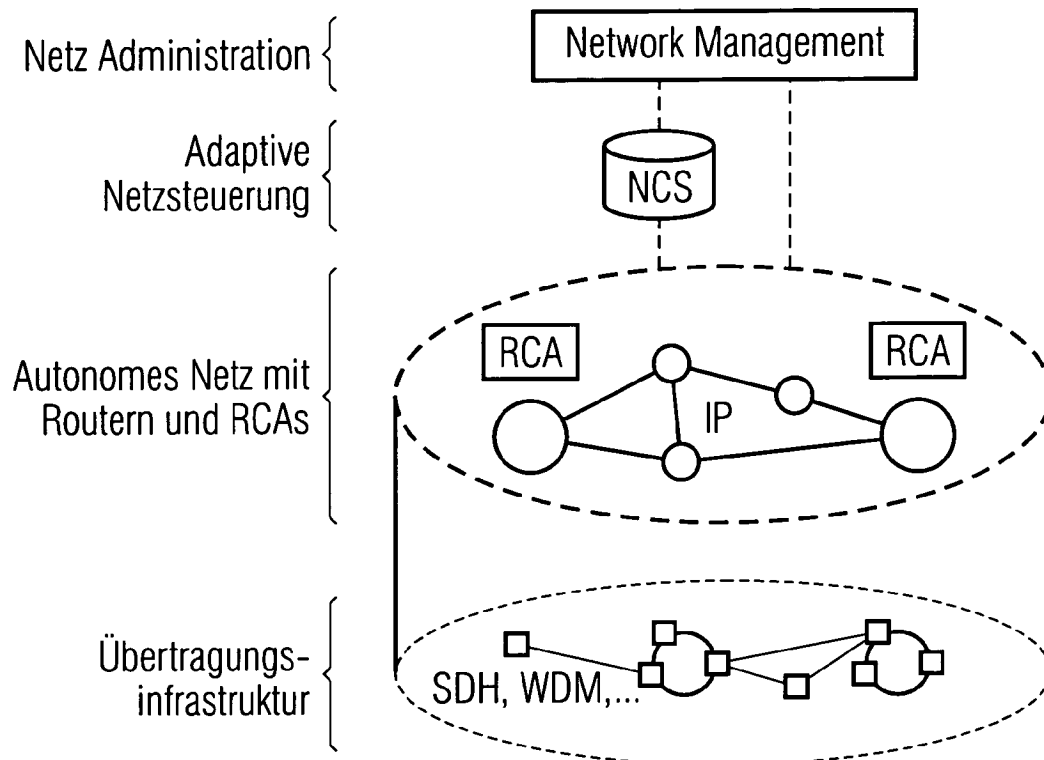 Netz Administration
Network Management
Adaptive
Netzsteuerung
NCS
Autonomes Netz mit
Routern und RCAs
RCA
RCA
IP
Übertragungs-
infrastruktur
SDH, WDM,...